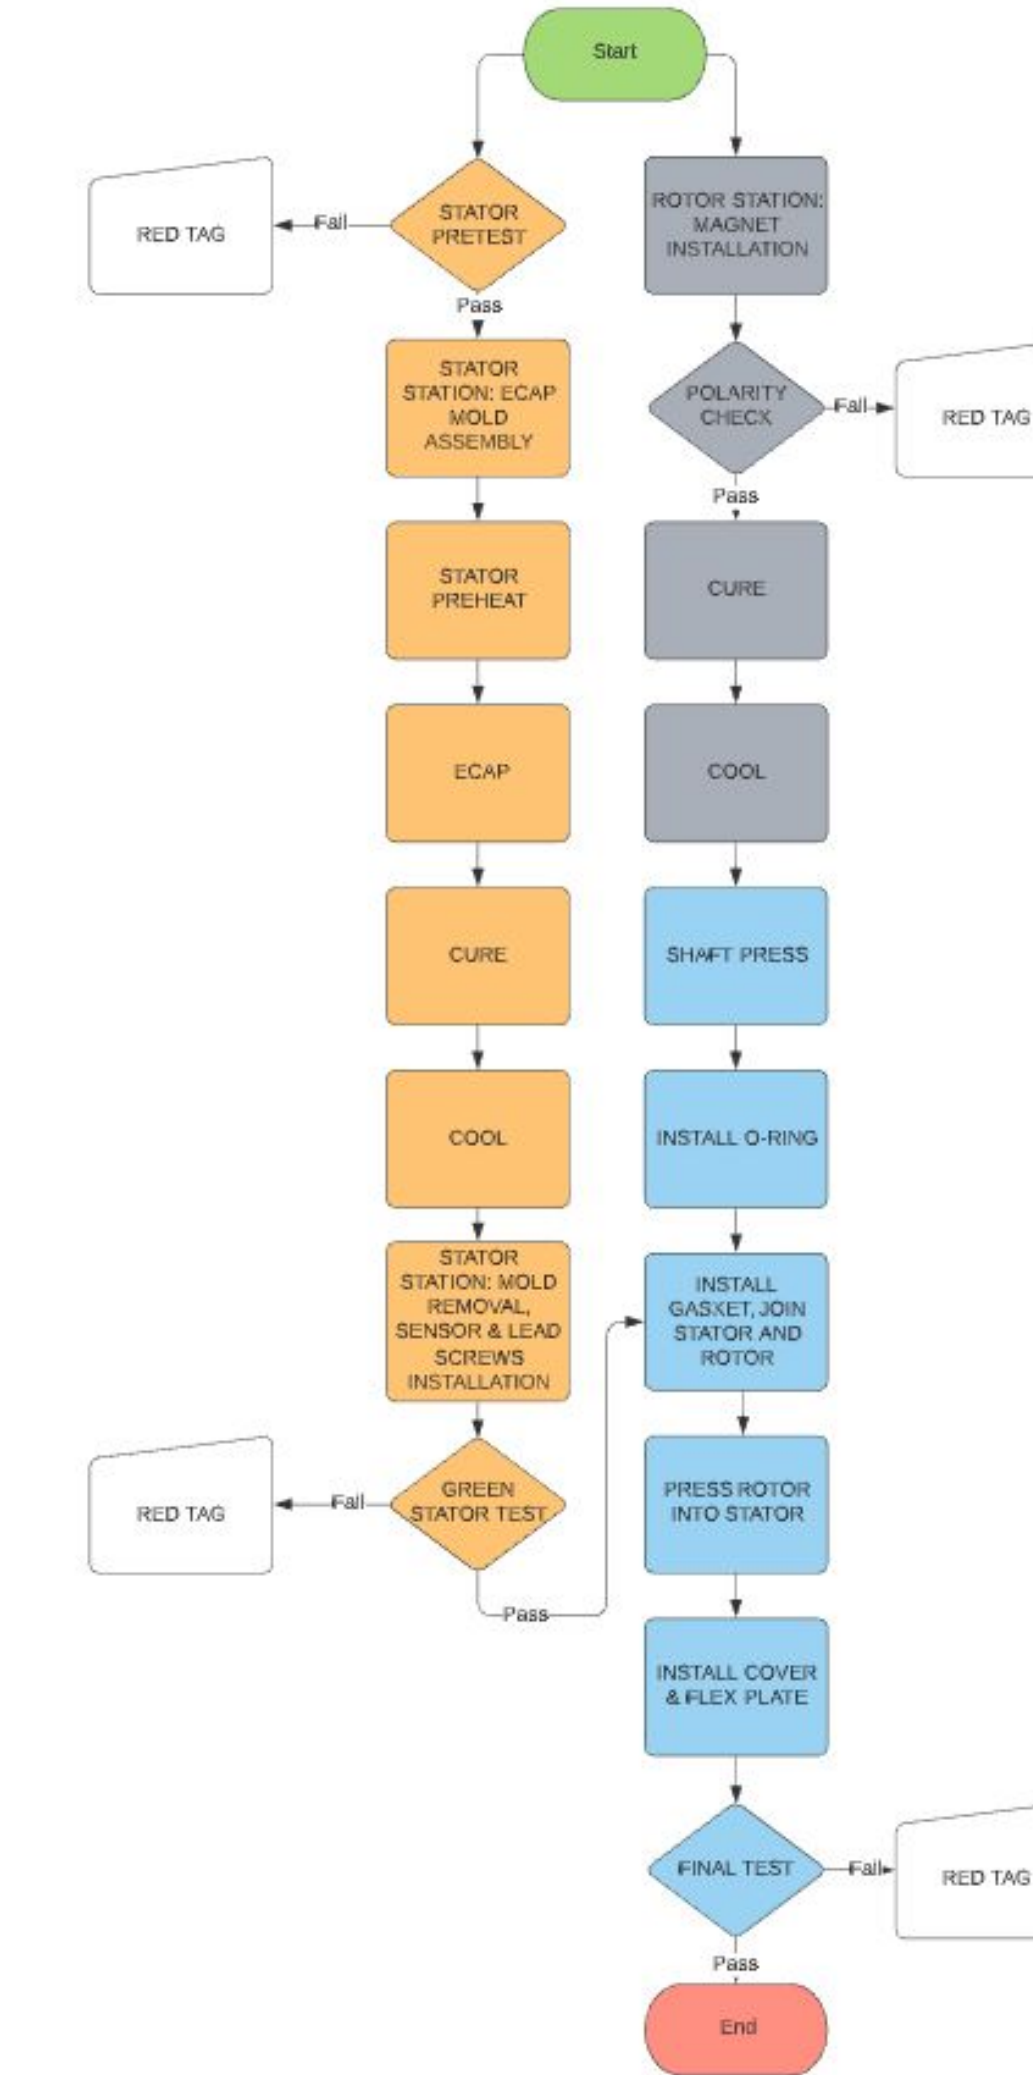 Start
STATOR
PRETEST
Fail
RED TAG
Pass
STATOR
STATION: ECAP
MOLD
ASSEMBLY
STATOR
PREHEAT
ECAP
CURE
COOL
STATOR
STATION: MOLD
REMOVAL,
SENSOR & LEAD
SCREWS
INSTALLATION
GREEN
STATOR TEST
Fail
RED TAG
Pass
ROTOR STATION:
MAGNET
INSTALLATION
POLARITY
CHECK
Fail
RED TAG
Pass
CURE
COOL
SHAFT PRESS
INSTALL O-RING
INSTALL
GASKET, JOIN
STATOR AND
ROTOR
PRESS ROTOR
INTO STATOR
INSTALL COVER
& FLEX PLATE
FINAL TEST
Fail
RED TAG
Pass
End